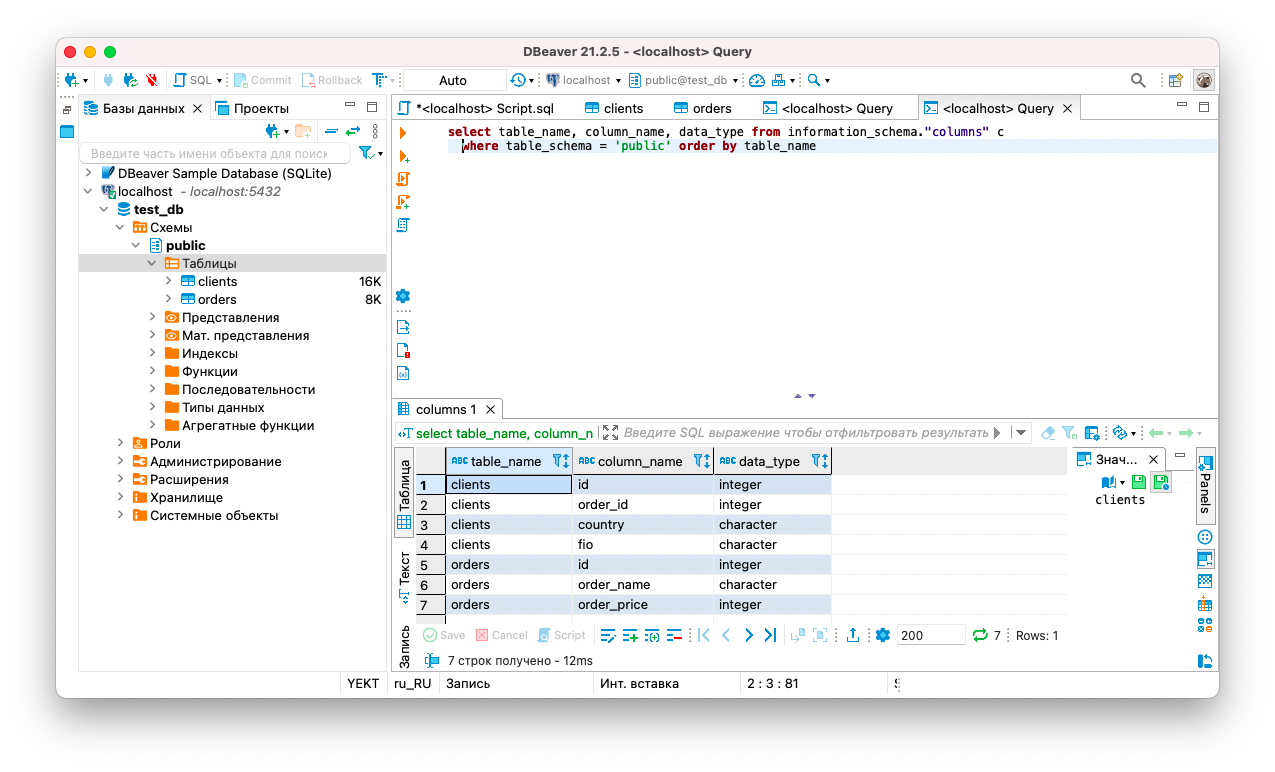 DBeaver 21.2.5 - <localhost> Query
SQL Commit Rollback Auto localhost public@test_db
Базы данных Проекты
*<localhost> Script.sql clients orders <localhost> Query <localhost> Query
Введите часть имени объекта для поиск
DBeaver Sample Database (SQLite)
localhost - localhost:5432
test_db
Схемы
public
Таблицы
clients 16K
orders 8K
Представления
Мат. представления
Индексы
Функции
Последовательности
Типы данных
Агрегатные функции
Роли
Администрирование
Расширения
Хранилище
Системные объекты
select table_name, column_name, data_type from information_schema."columns" c
where table_schema = 'public' order by table_name
columns 1
select table_name, column_n Введите SQL выражение чтобы отфильтровать результать
Таблица
Текст
Запись
ABC table_name ABC column_name ABC data_type
1 clients id integer
2 clients order_id integer
3 clients country character
4 clients fio character
5 orders id integer
6 orders order_name character
7 orders order_price integer
Знач...
clients
Panels
Save Cancel Script 200 7 Rows: 1
7 строк получено - 12ms
YEKT ru_RU Запись Инт. вставка 2 : 3 : 81